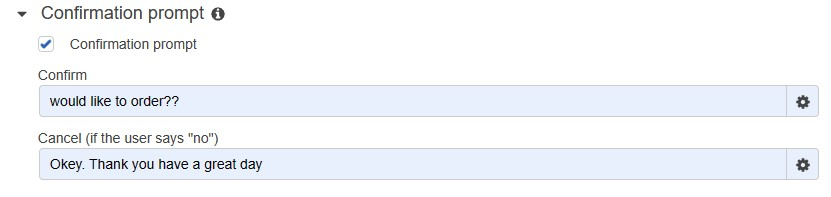 Confirmation prompt
Confirmation prompt
Confirm
would like to order??
Cancel (if the user says "no")
Okey. Thank you have a great day